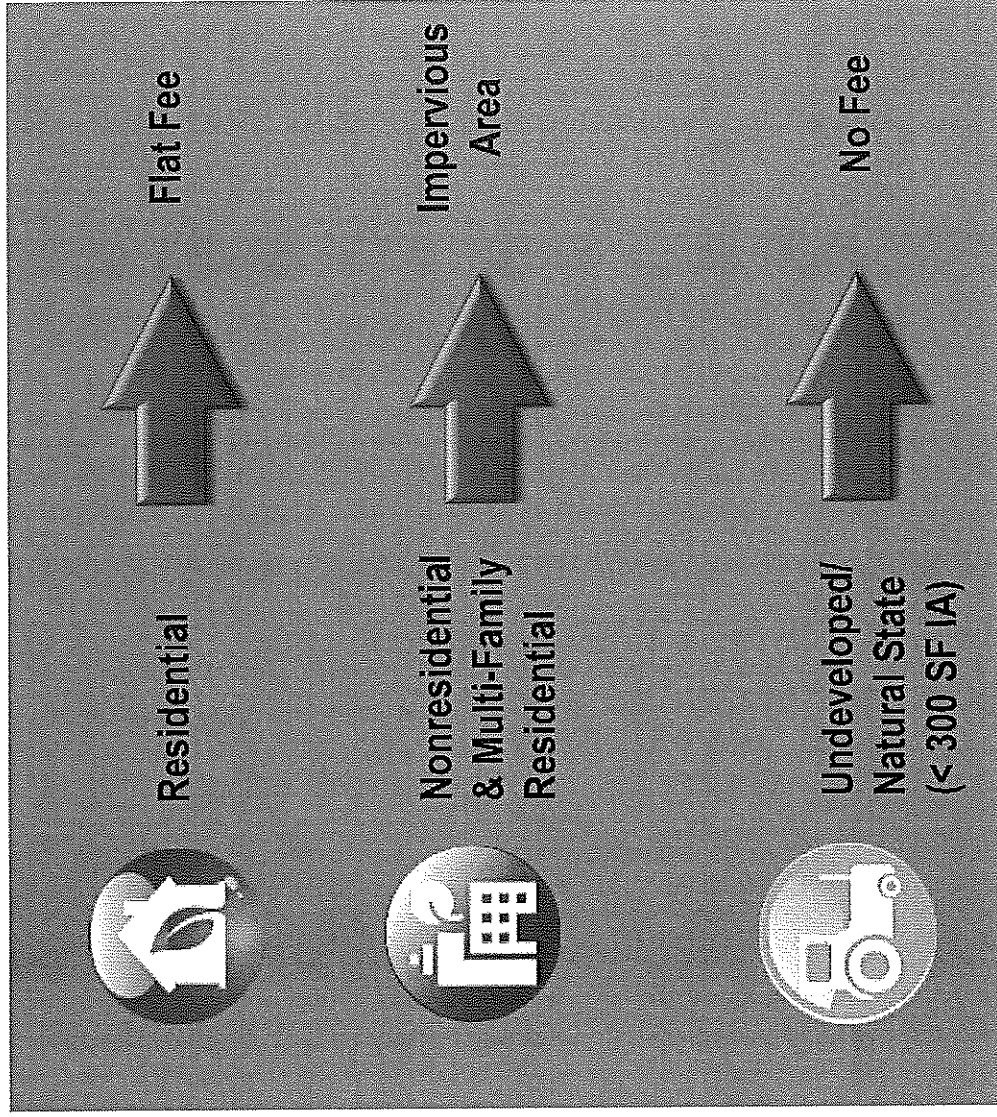 Residential
Flat Fee
Nonresidential
& Multi-Family
Residential
Impervious
Area
Undeveloped/
Natural State
(< 300 SF IA)
No Fee